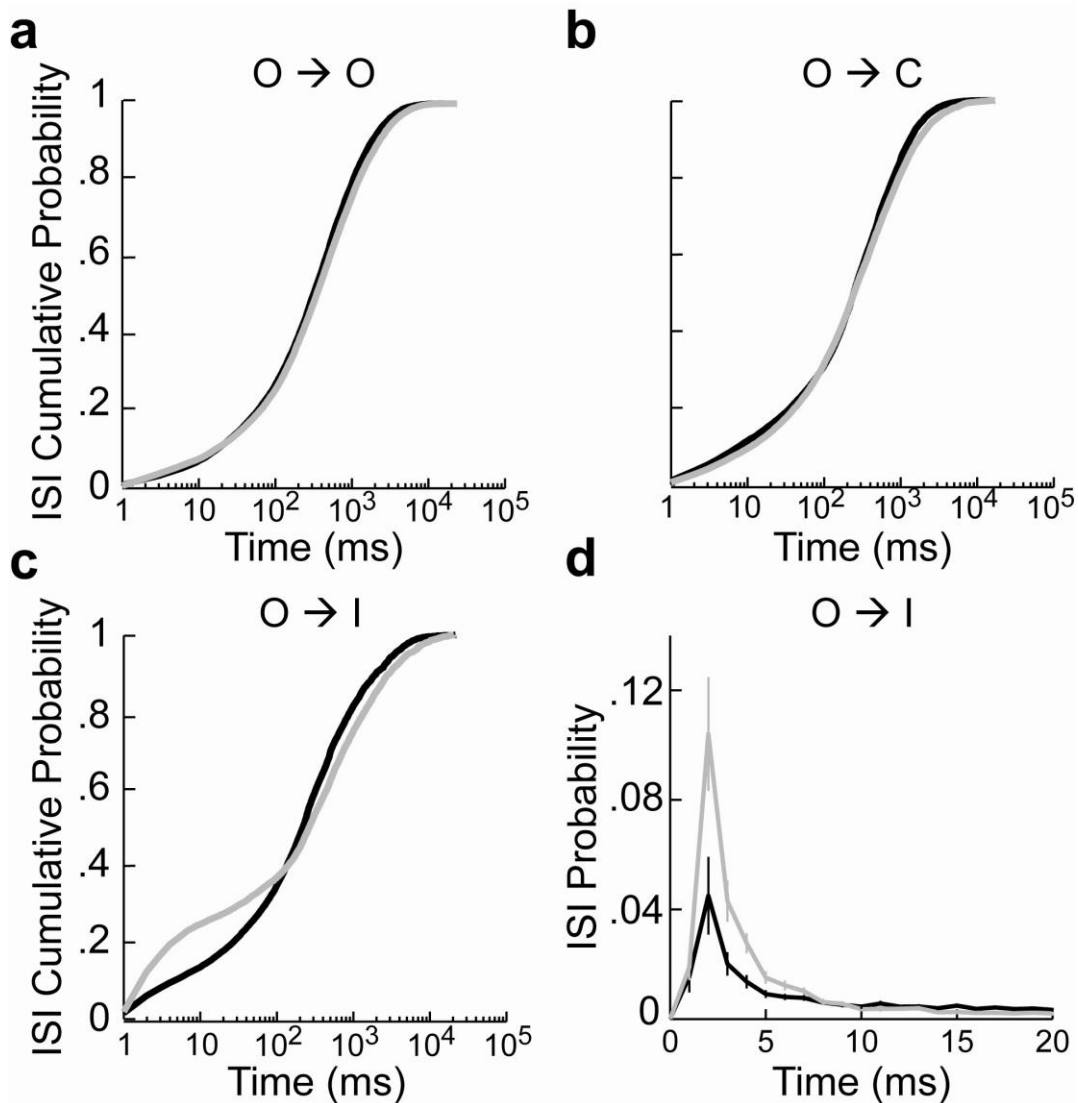 a
O → O
ISI Cumulative Probability
1
.8
.6
.4
.2
0
1 10 10² 10³ 10⁴ 10⁵
Time (ms)
b
O → C
1 10 10² 10³ 10⁴ 10⁵
Time (ms)
c
O → I
ISI Cumulative Probability
1
.8
.6
.4
.2
0
1 10 10² 10³ 10⁴ 10⁵
Time (ms)
d
O → I
ISI Probability
.12
.08
.04
0
0 5 10 15 20
Time (ms)